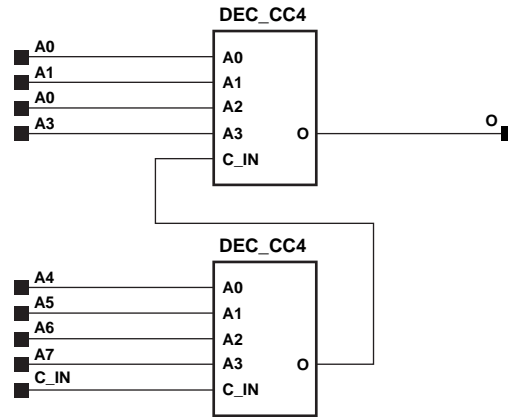 DEC_CC4
A0 A0
A1 A1
A0 A2
A3 A3 O O
C_IN
DEC_CC4
A4 A0
A5 A1
A6 A2
A7 A3 O
C_IN C_IN